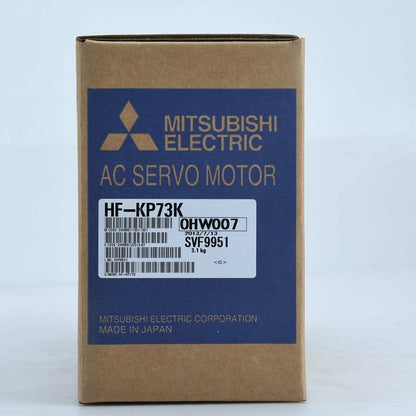 MITSUBISHI
ELECTRIC
AC SERVO MOTOR
HF-KP73K
0HW007
2013/7/13
SVF9951
3.1 kg
<G>
MITSUBISHI ELECTRIC CORPORATION
MADE IN JAPAN